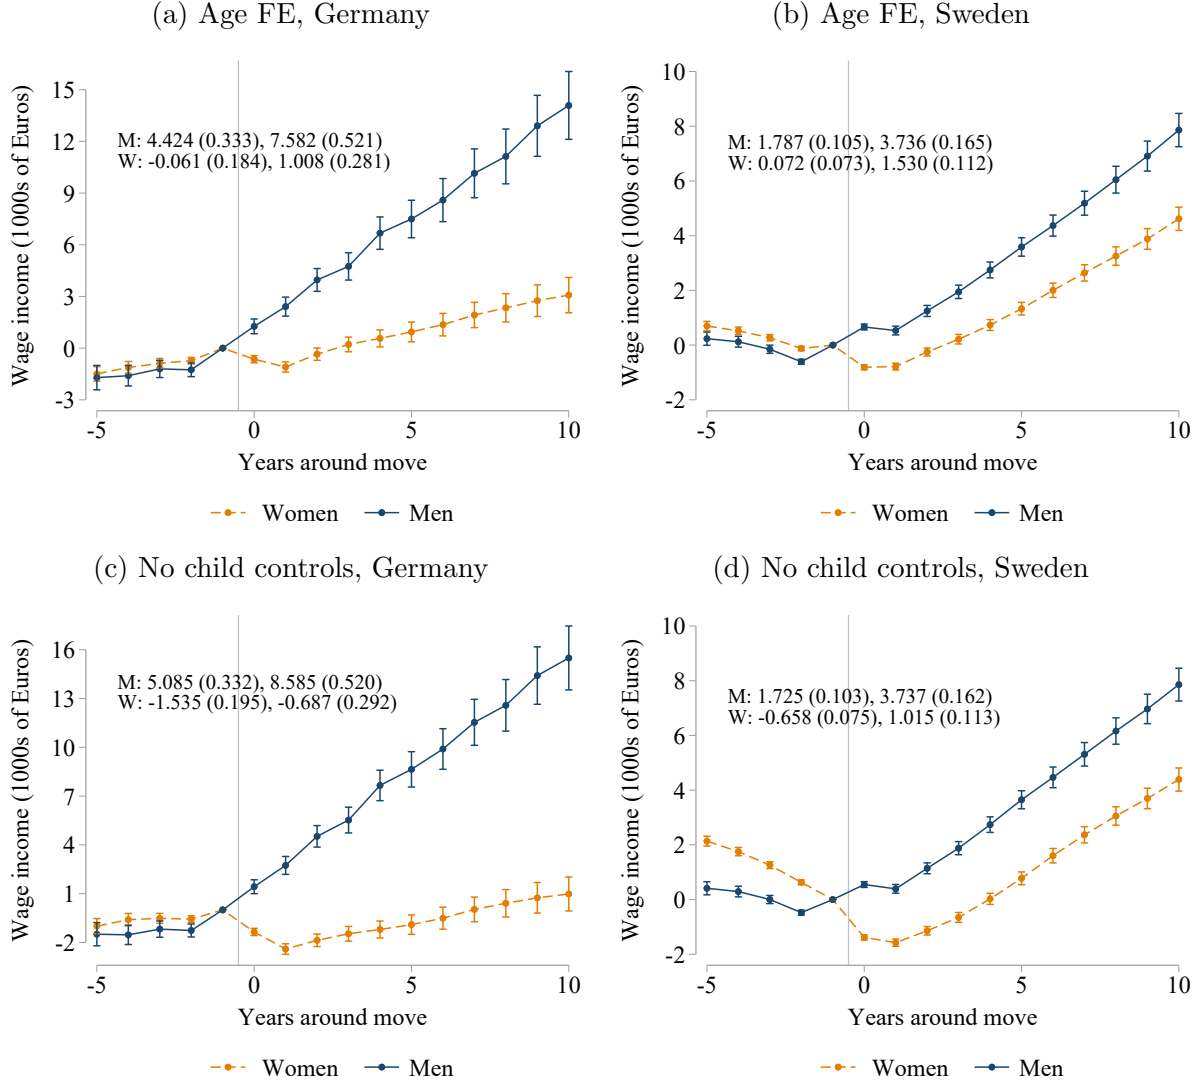 (a) Age FE, Germany
Wage income (1000s of Euros)
15
12
9
6
3
0
-3
M: 4.424 (0.333), 7.582 (0.521)
W: -0.061 (0.184), 1.008 (0.281)
-5 0 5 10
Years around move
Women Men
(b) Age FE, Sweden
Wage income (1000s of Euros)
10
8
6
4
2
0
-2
M: 1.787 (0.105), 3.736 (0.165)
W: 0.072 (0.073), 1.530 (0.112)
-5 0 5 10
Years around move
Women Men
(c) No child controls, Germany
Wage income (1000s of Euros)
16
13
10
7
4
1
-2
M: 5.085 (0.332), 8.585 (0.520)
W: -1.535 (0.195), -0.687 (0.292)
-5 0 5 10
Years around move
Women Men
(d) No child controls, Sweden
Wage income (1000s of Euros)
10
8
6
4
2
0
-2
M: 1.725 (0.103), 3.737 (0.162)
W: -0.658 (0.075), 1.015 (0.113)
-5 0 5 10
Years around move
Women Men